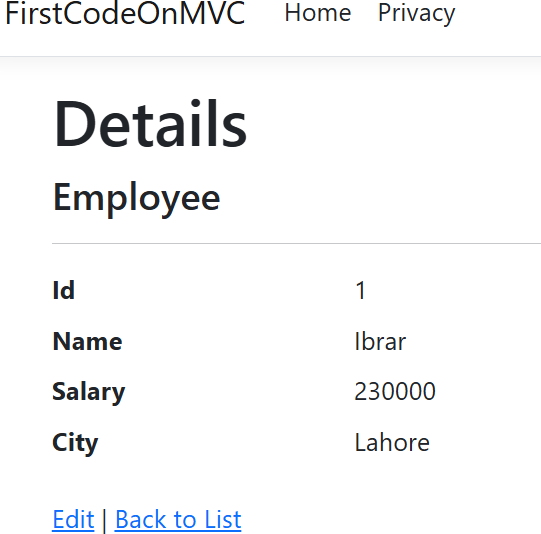 FirstCodeOnMVC Home Privacy
Details
Employee
Id 1
Name Ibrar
Salary 230000
City Lahore
Edit | Back to List